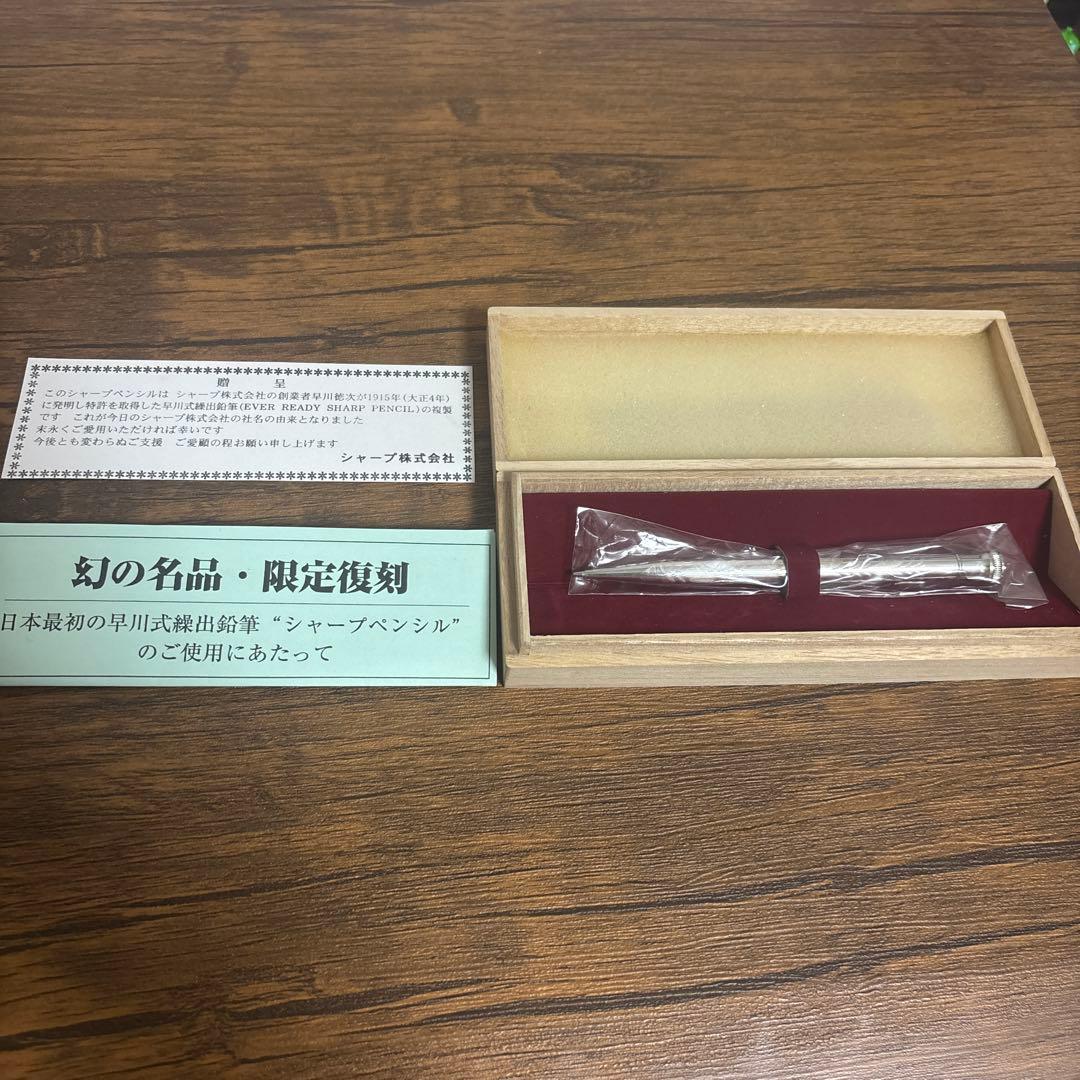 贈呈
このシャープペンシルは シャープ株式会社の創業者早川徳次が1915年(大正4年)
に発明し特許を取得した早川式繰出鉛筆(EVER READY SHARP PENCIL)の複製
です これが今日のシャープ株式会社の社名の由来となりました
末永くご愛用いただければ幸いです
今後とも変わらぬご支援 ご愛顧の程お願い申し上げます
シャープ株式会社
幻の名品・限定復刻
日本最初の早川式繰出鉛筆“シャープペンシル”
のご使用にあたって